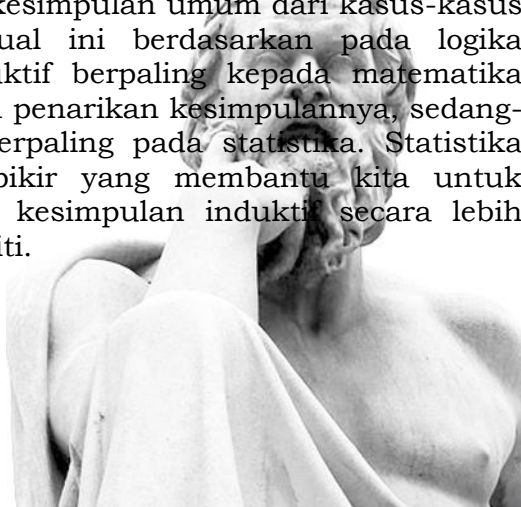 kesimpulan umum dari kasus-kasus
ual ini berdasarkan pada logika
ktif berpaling kepada matematika
penarikan kesimpulannya, sedang-
erpaling pada statistika. Statistika
pikir yang membantu kita untuk
kesimpulan induktif secara lebih
iti.